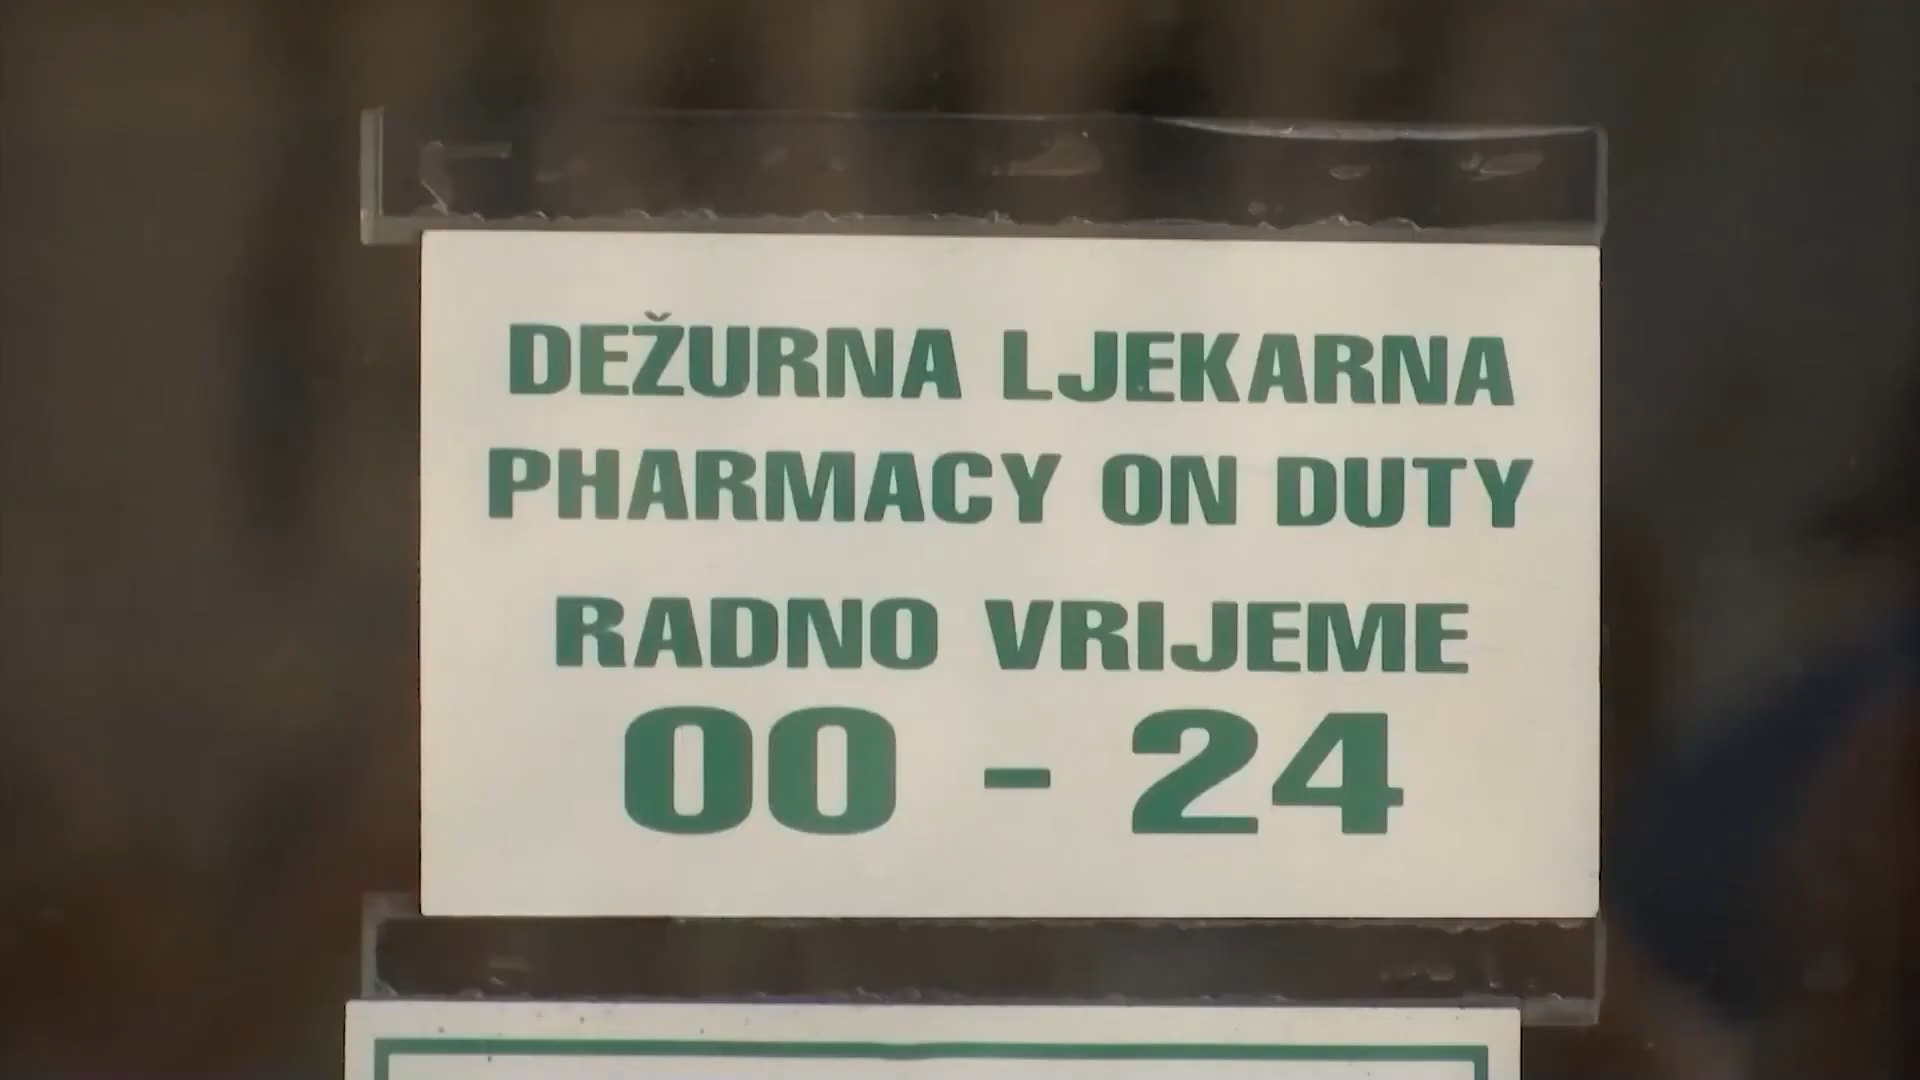 DEŽURNA LJEKARNA
PHARMACY ON DUTY
RADNO VRIJEME
00 - 24